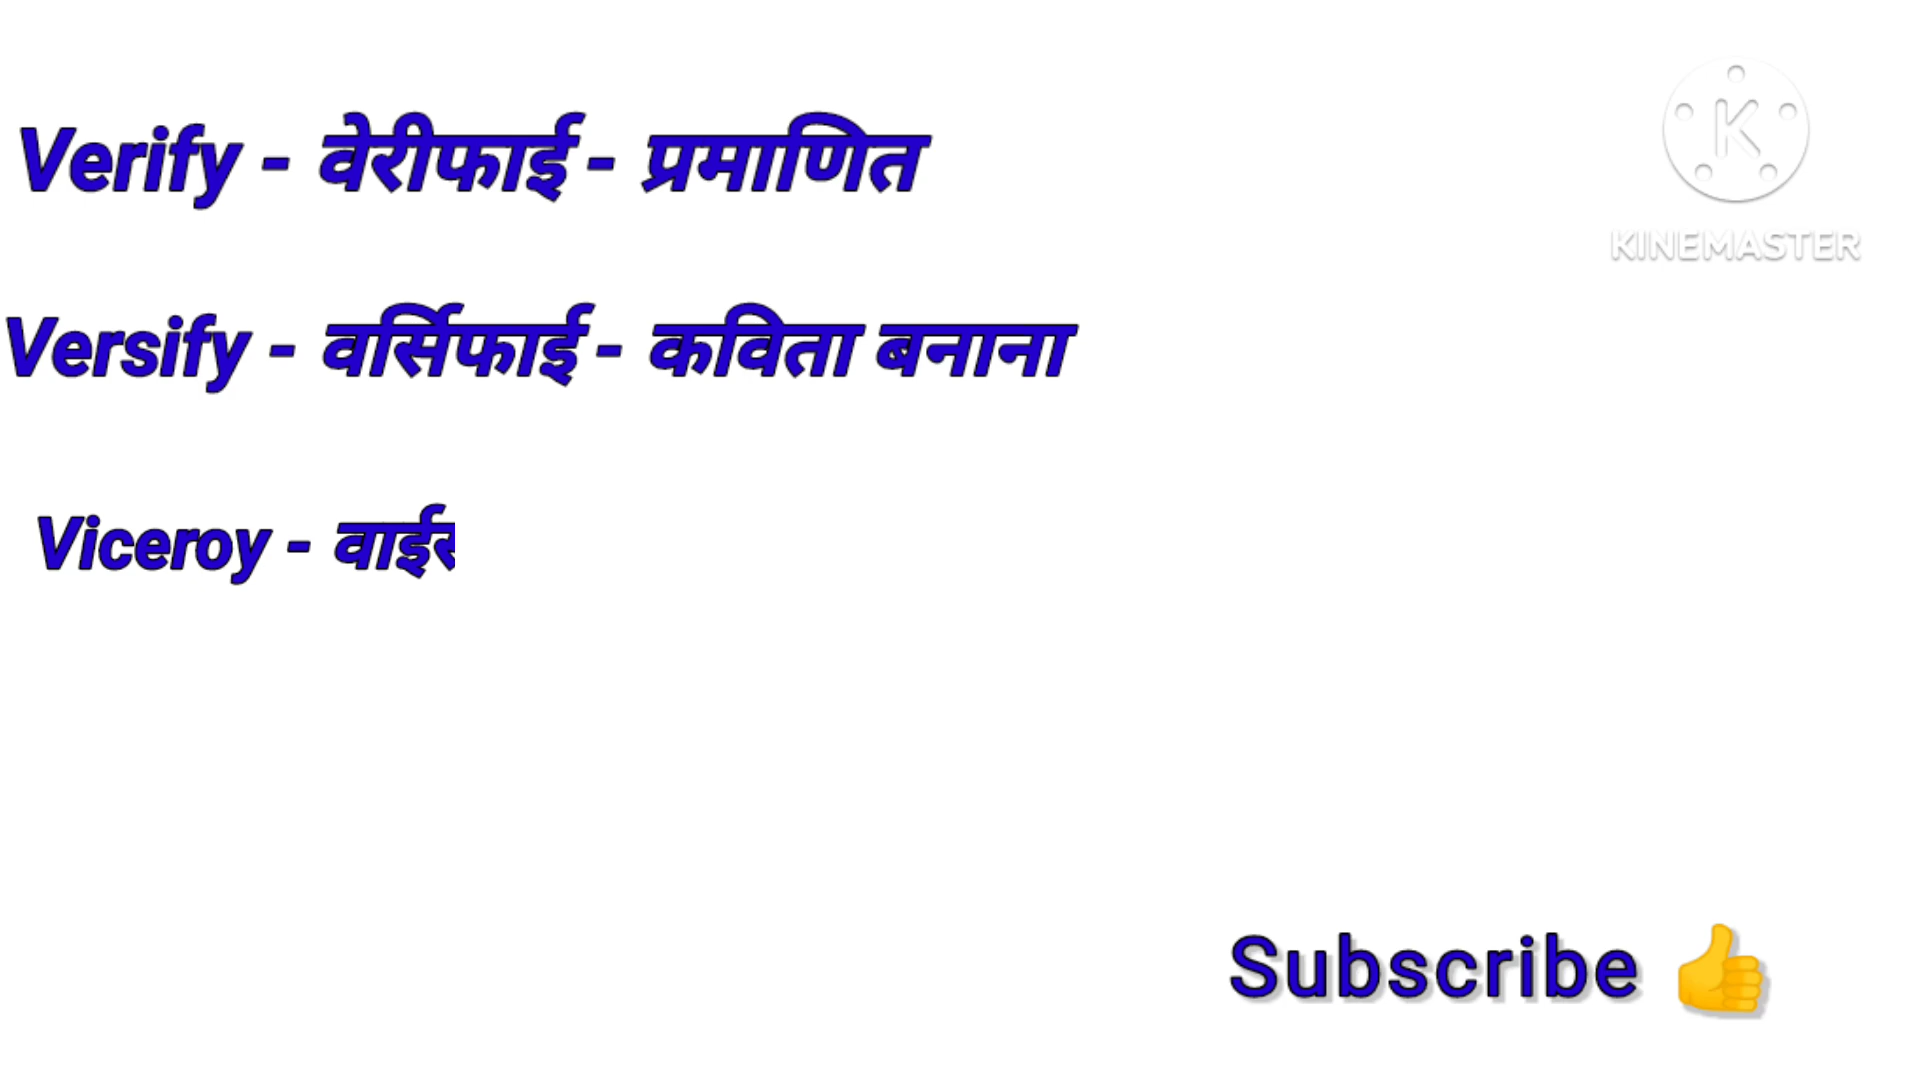 Verify - वेरीफाई - प्रमाणित
KINEMASTER
Versify - वर्सिफाई - कविता बनाना
Viceroy -
Subscribe 👍